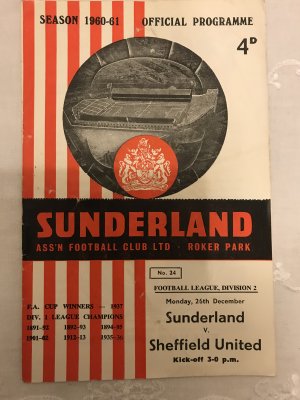 SEASON 1960-61 OFFICIAL PROGRAMME
4D
SUNDERLAND
ASS'N FOOTBALL CLUB LTD · ROKER PARK
No. 24
FOOTBALL LEAGUE, DIVISION 2
Monday, 26th December
Sunderland
v.
Sheffield United
Kick-off 3-0 p.m.
F.A. CUP WINNERS — 1937
DIV. 1 LEAGUE CHAMPIONS
1891-92 1892-93 1894-95
1901-02 1912-13 1935-36